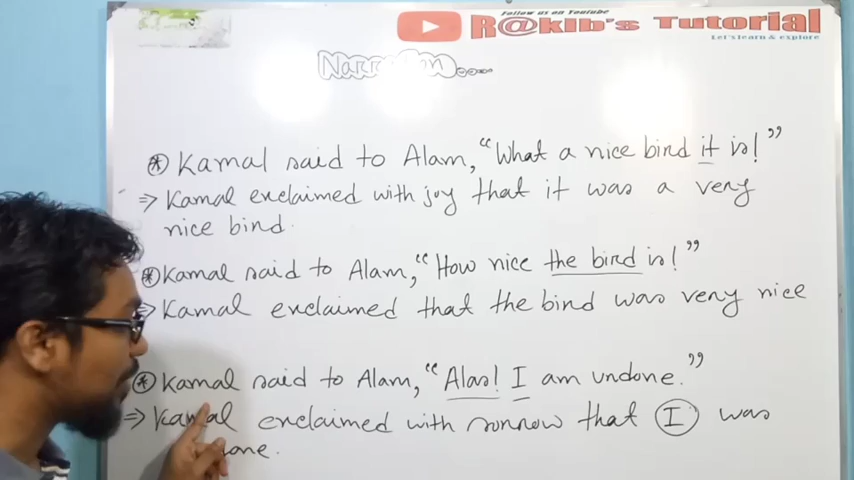 Follow us on Youtube
R@kib's Tutorial
Let's learn & explore
Narration....
* Kamal said to Alam, "What a nice bird it is!"
⇒ Kamal exclaimed with joy that it was a very
nice bird.
* Kamal said to Alam, "How nice the bird is!"
⇒ Kamal exclaimed that the bird was very nice
* Kamal said to Alam, "Alas! I am undone."
⇒ Kamal exclaimed with sorrow that I was
one.